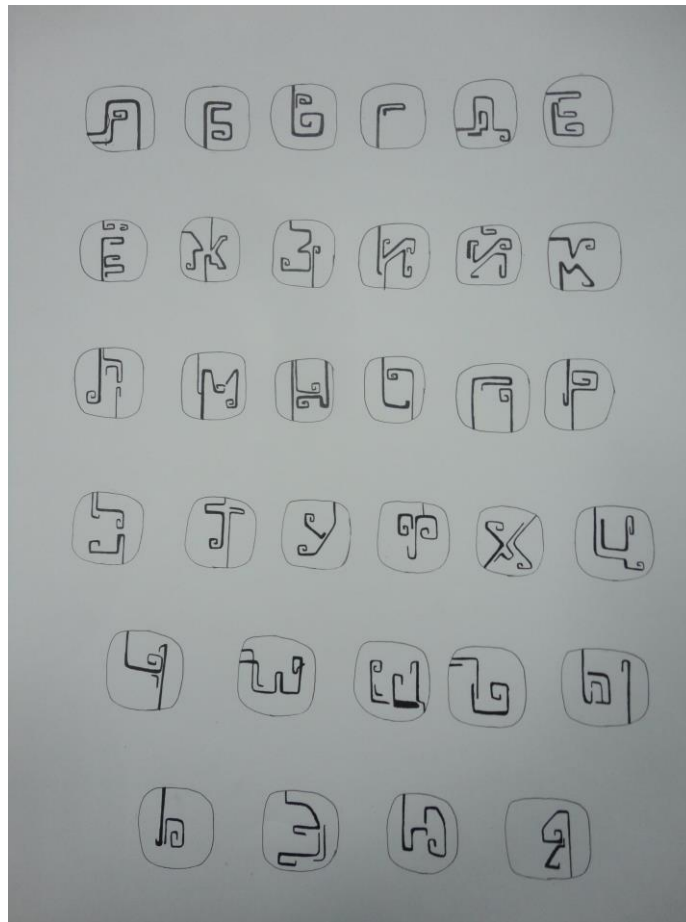 А Б В Г Д Е
Ё Ж З И Й К
Л М Н О П Р
С Т У Ф Х Ц
Ч Ш Щ Ъ Ы
Ь Э Ю Я